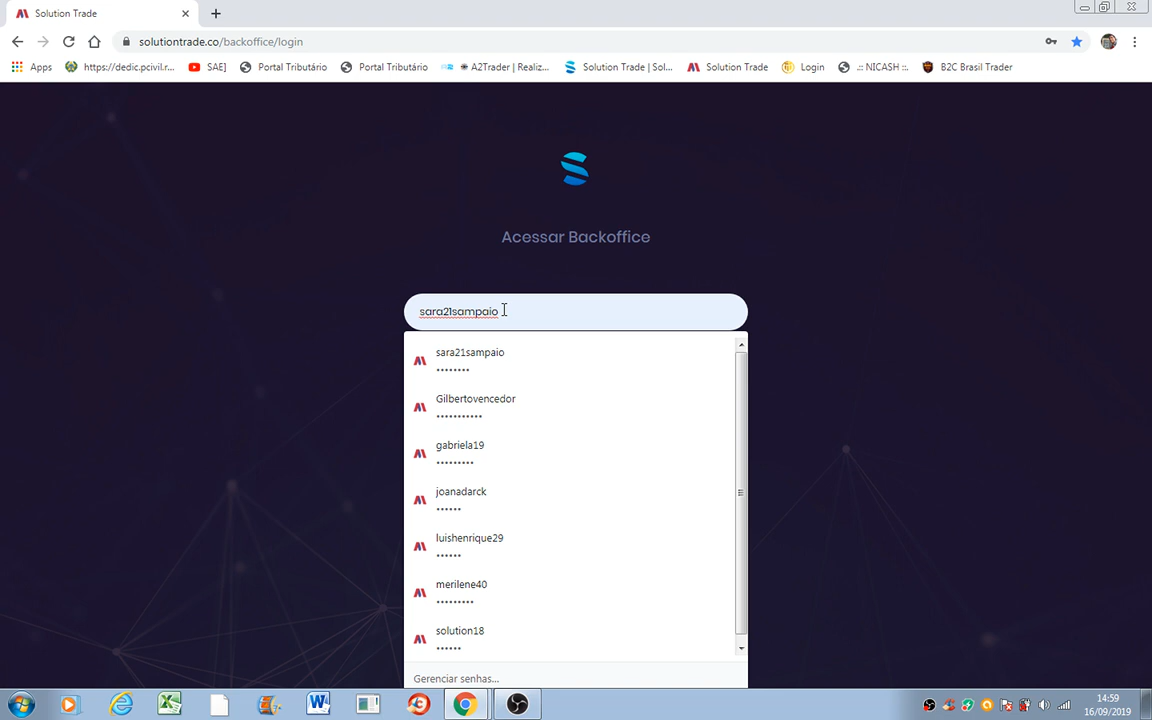 Solution Trade
solutiontrade.co/backoffice/login
Apps
https://dedic.pcivil.r...
SAEJ
Portal Tributário
Portal Tributário
A2Trader | Realiz...
Solution Trade | Sol...
Solution Trade
Login
.:: NICASH ::.
B2C Brasil Trader
Acessar Backoffice
sara21sampaio
sara21sampaio
••••••••
Gilbertovencedor
•••••••••••
gabriela19
•••••••••
joanadarck
••••••
luishenrique29
••••••
merilene40
•••••••••
solution18
••••••
Gerenciar senhas...
14:59
16/09/2019